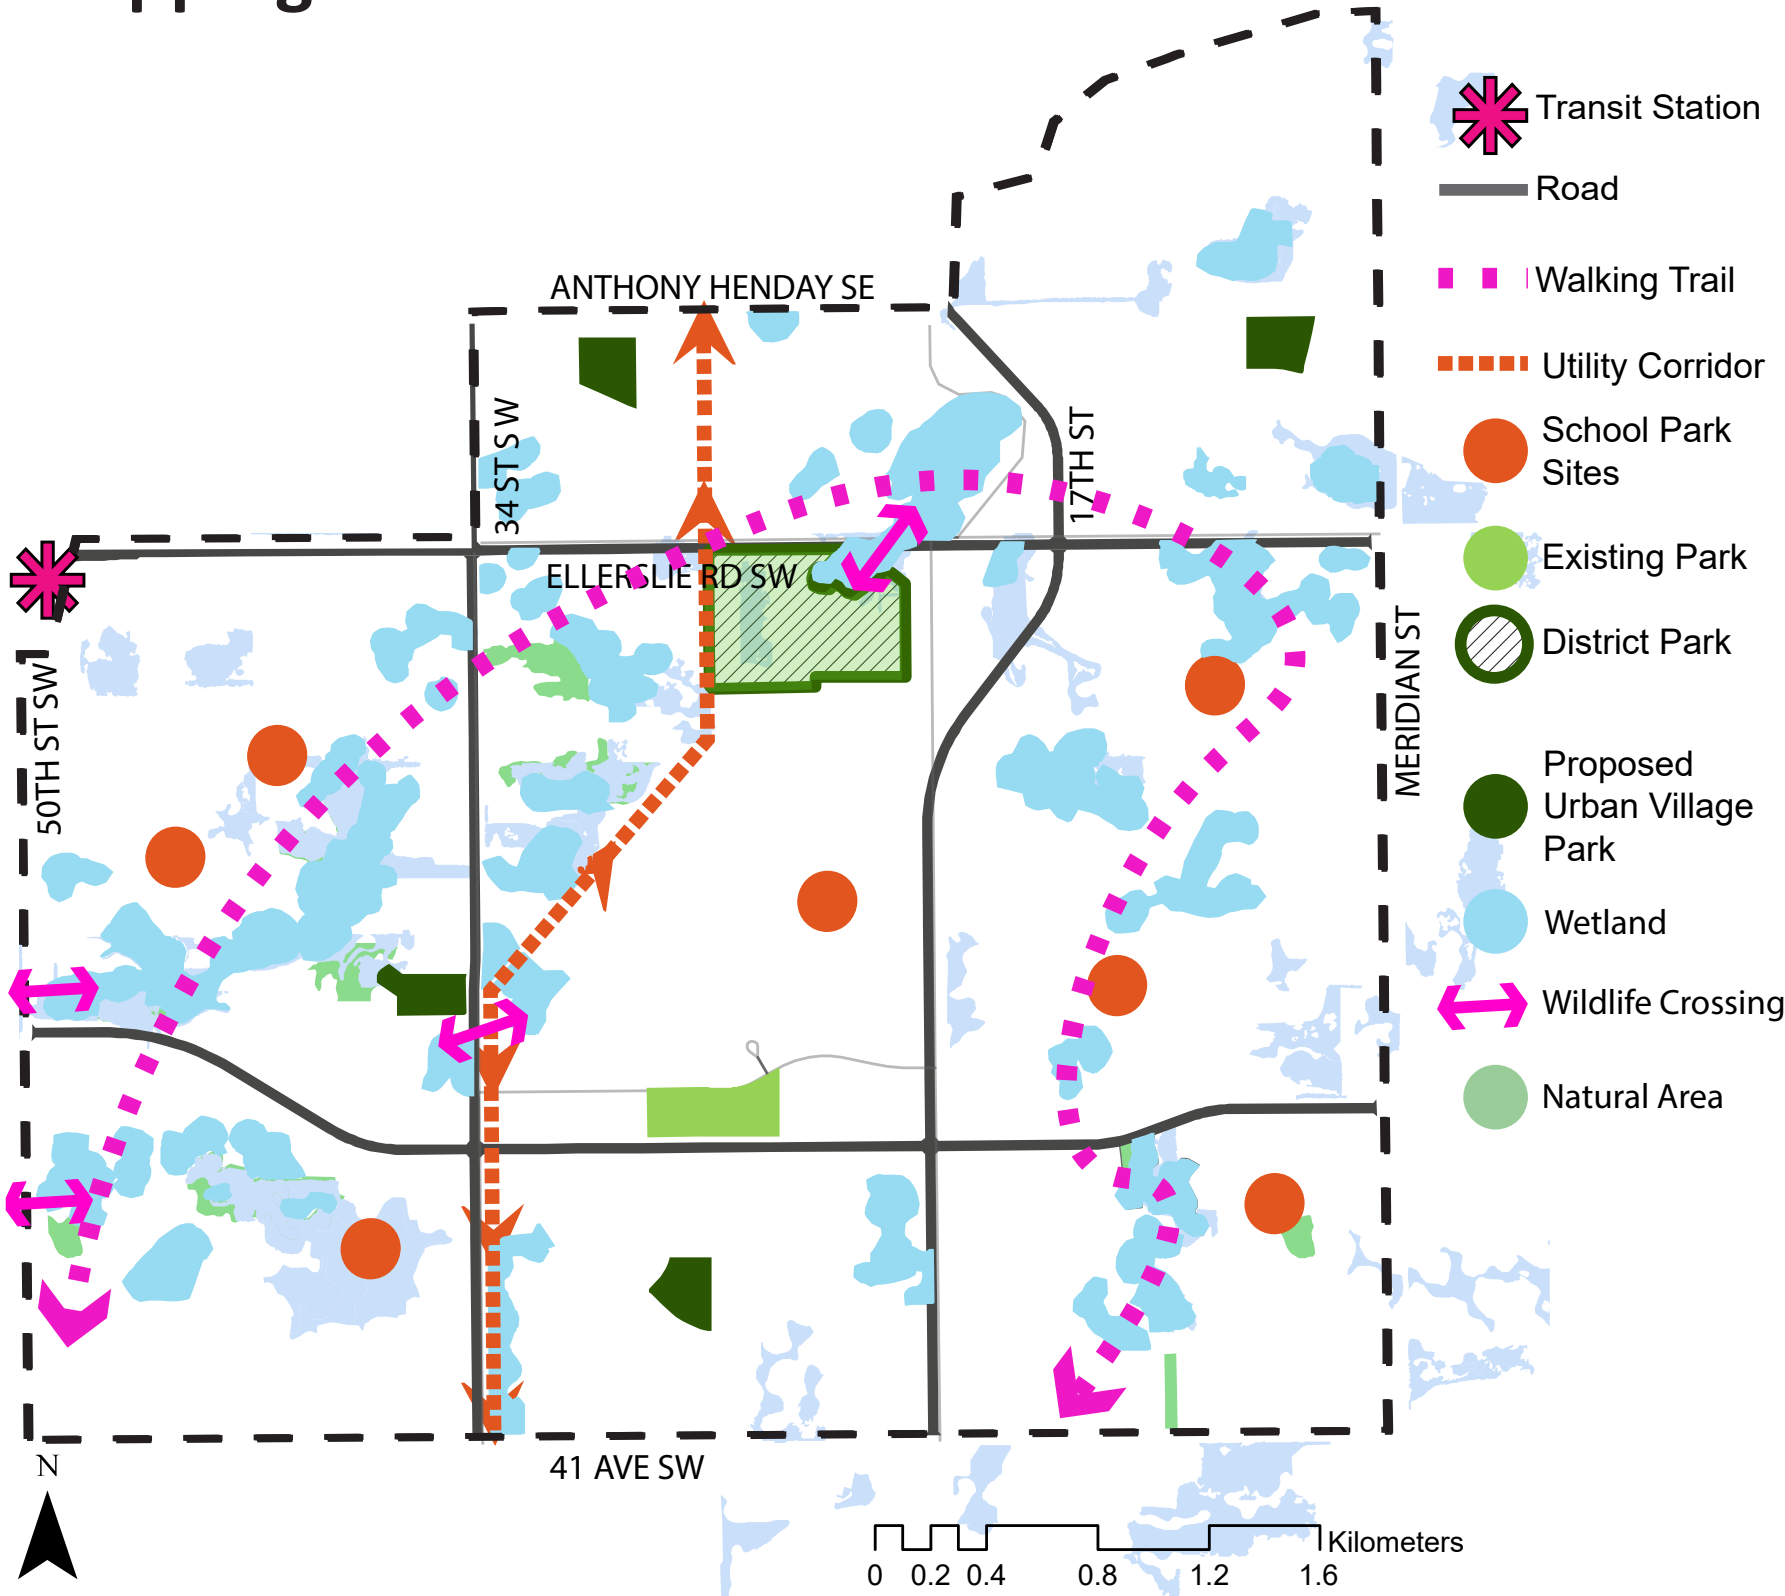 ANTHONY HENDAY SE
34 ST SW
17TH ST
ELLERSLIE RD SW
50TH ST SW
MERIDIAN ST
41 AVE SW
N
Transit Station
Road
Walking Trail
Utility Corridor
School Park
Sites
Existing Park
District Park
Proposed
Urban Village
Park
Wetland
Wildlife Crossing
Natural Area
Kilometers
0 0.2 0.4 0.8 1.2 1.6